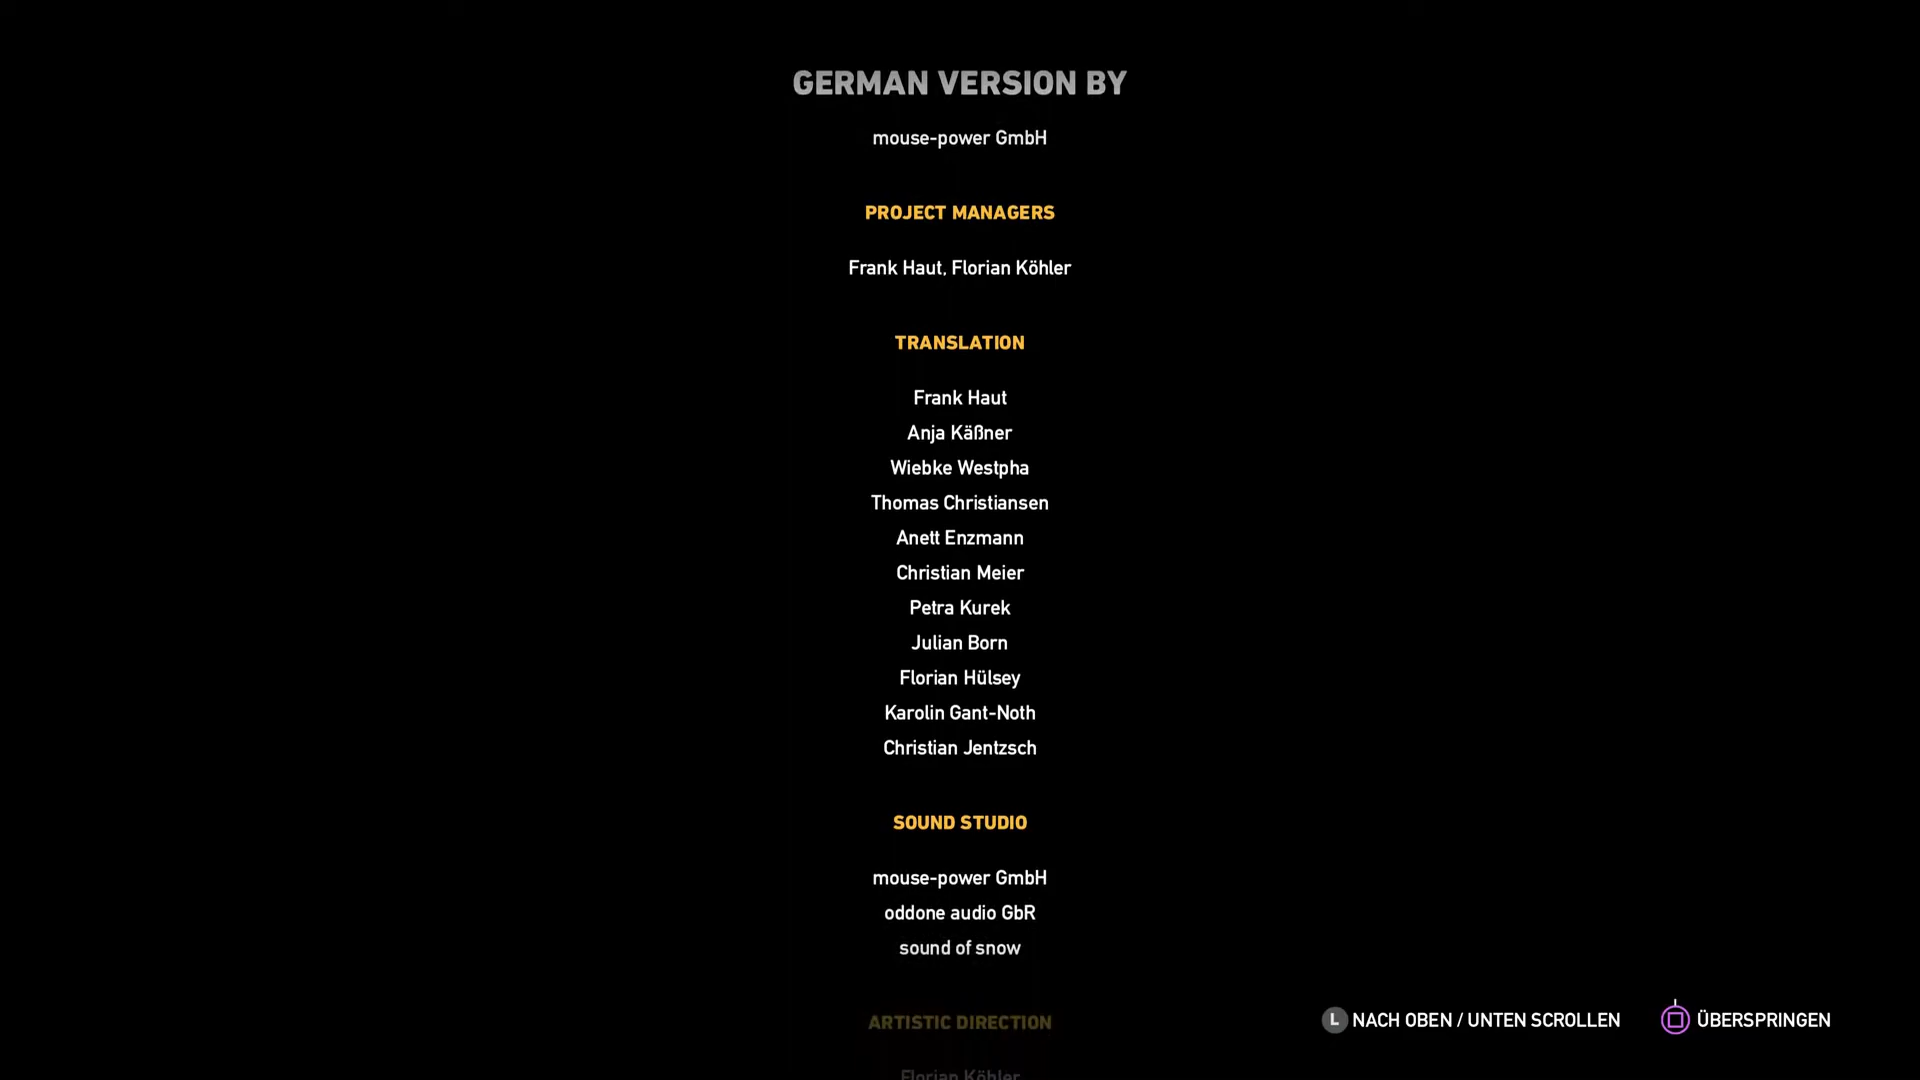 GERMAN VERSION BY
mouse-power GmbH
PROJECT MANAGERS
Frank Haut, Florian Köhler
TRANSLATION
Frank Haut
Anja Käßner
Wiebke Westpha
Thomas Christiansen
Anett Enzmann
Christian Meier
Petra Kurek
Julian Born
Florian Hülsey
Karolin Gant-Noth
Christian Jentzsch
SOUND STUDIO
mouse-power GmbH
oddone audio GbR
sound of snow
ARTISTIC DIRECTION
L NACH OBEN / UNTEN SCROLLEN ÜBERSPRINGEN
Florian Köhler